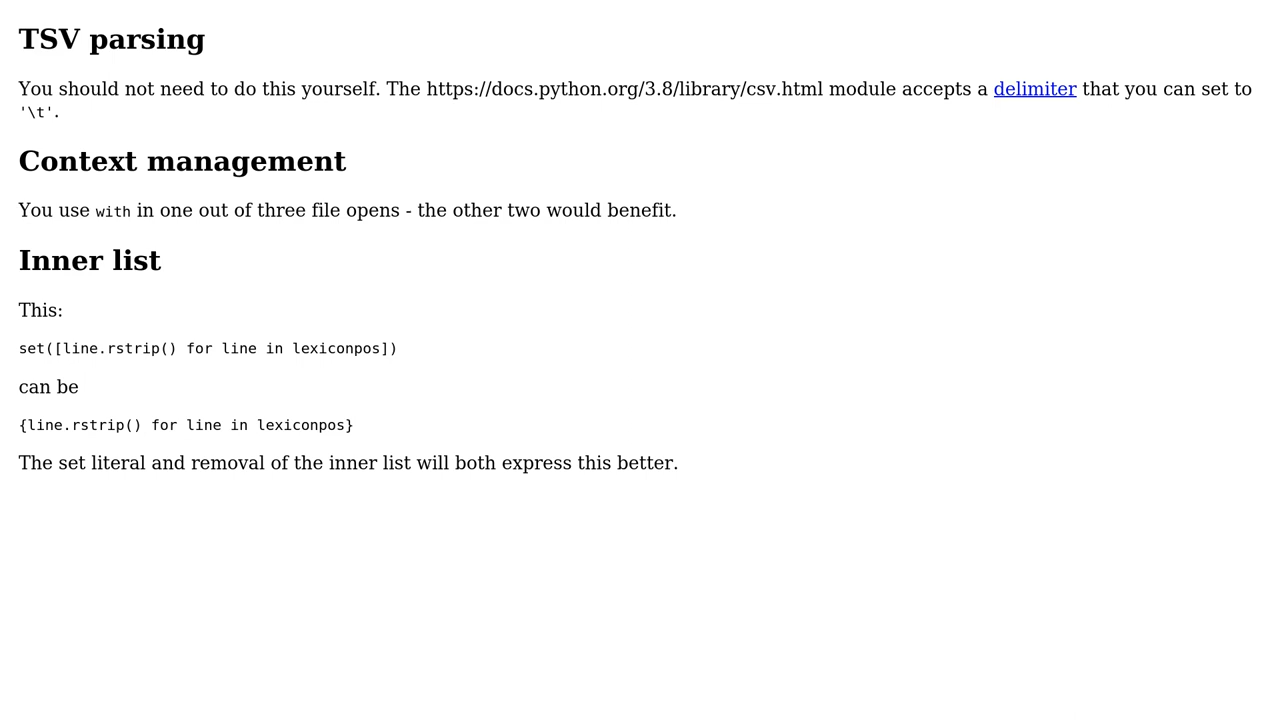 TSV parsing
You should not need to do this yourself. The https://docs.python.org/3.8/library/csv.html module accepts a delimiter that you can set to
'\t'.
Context management
You use with in one out of three file opens - the other two would benefit.
Inner list
This:
set([line.rstrip() for line in lexiconpos])
can be
{line.rstrip() for line in lexiconpos}
The set literal and removal of the inner list will both express this better.